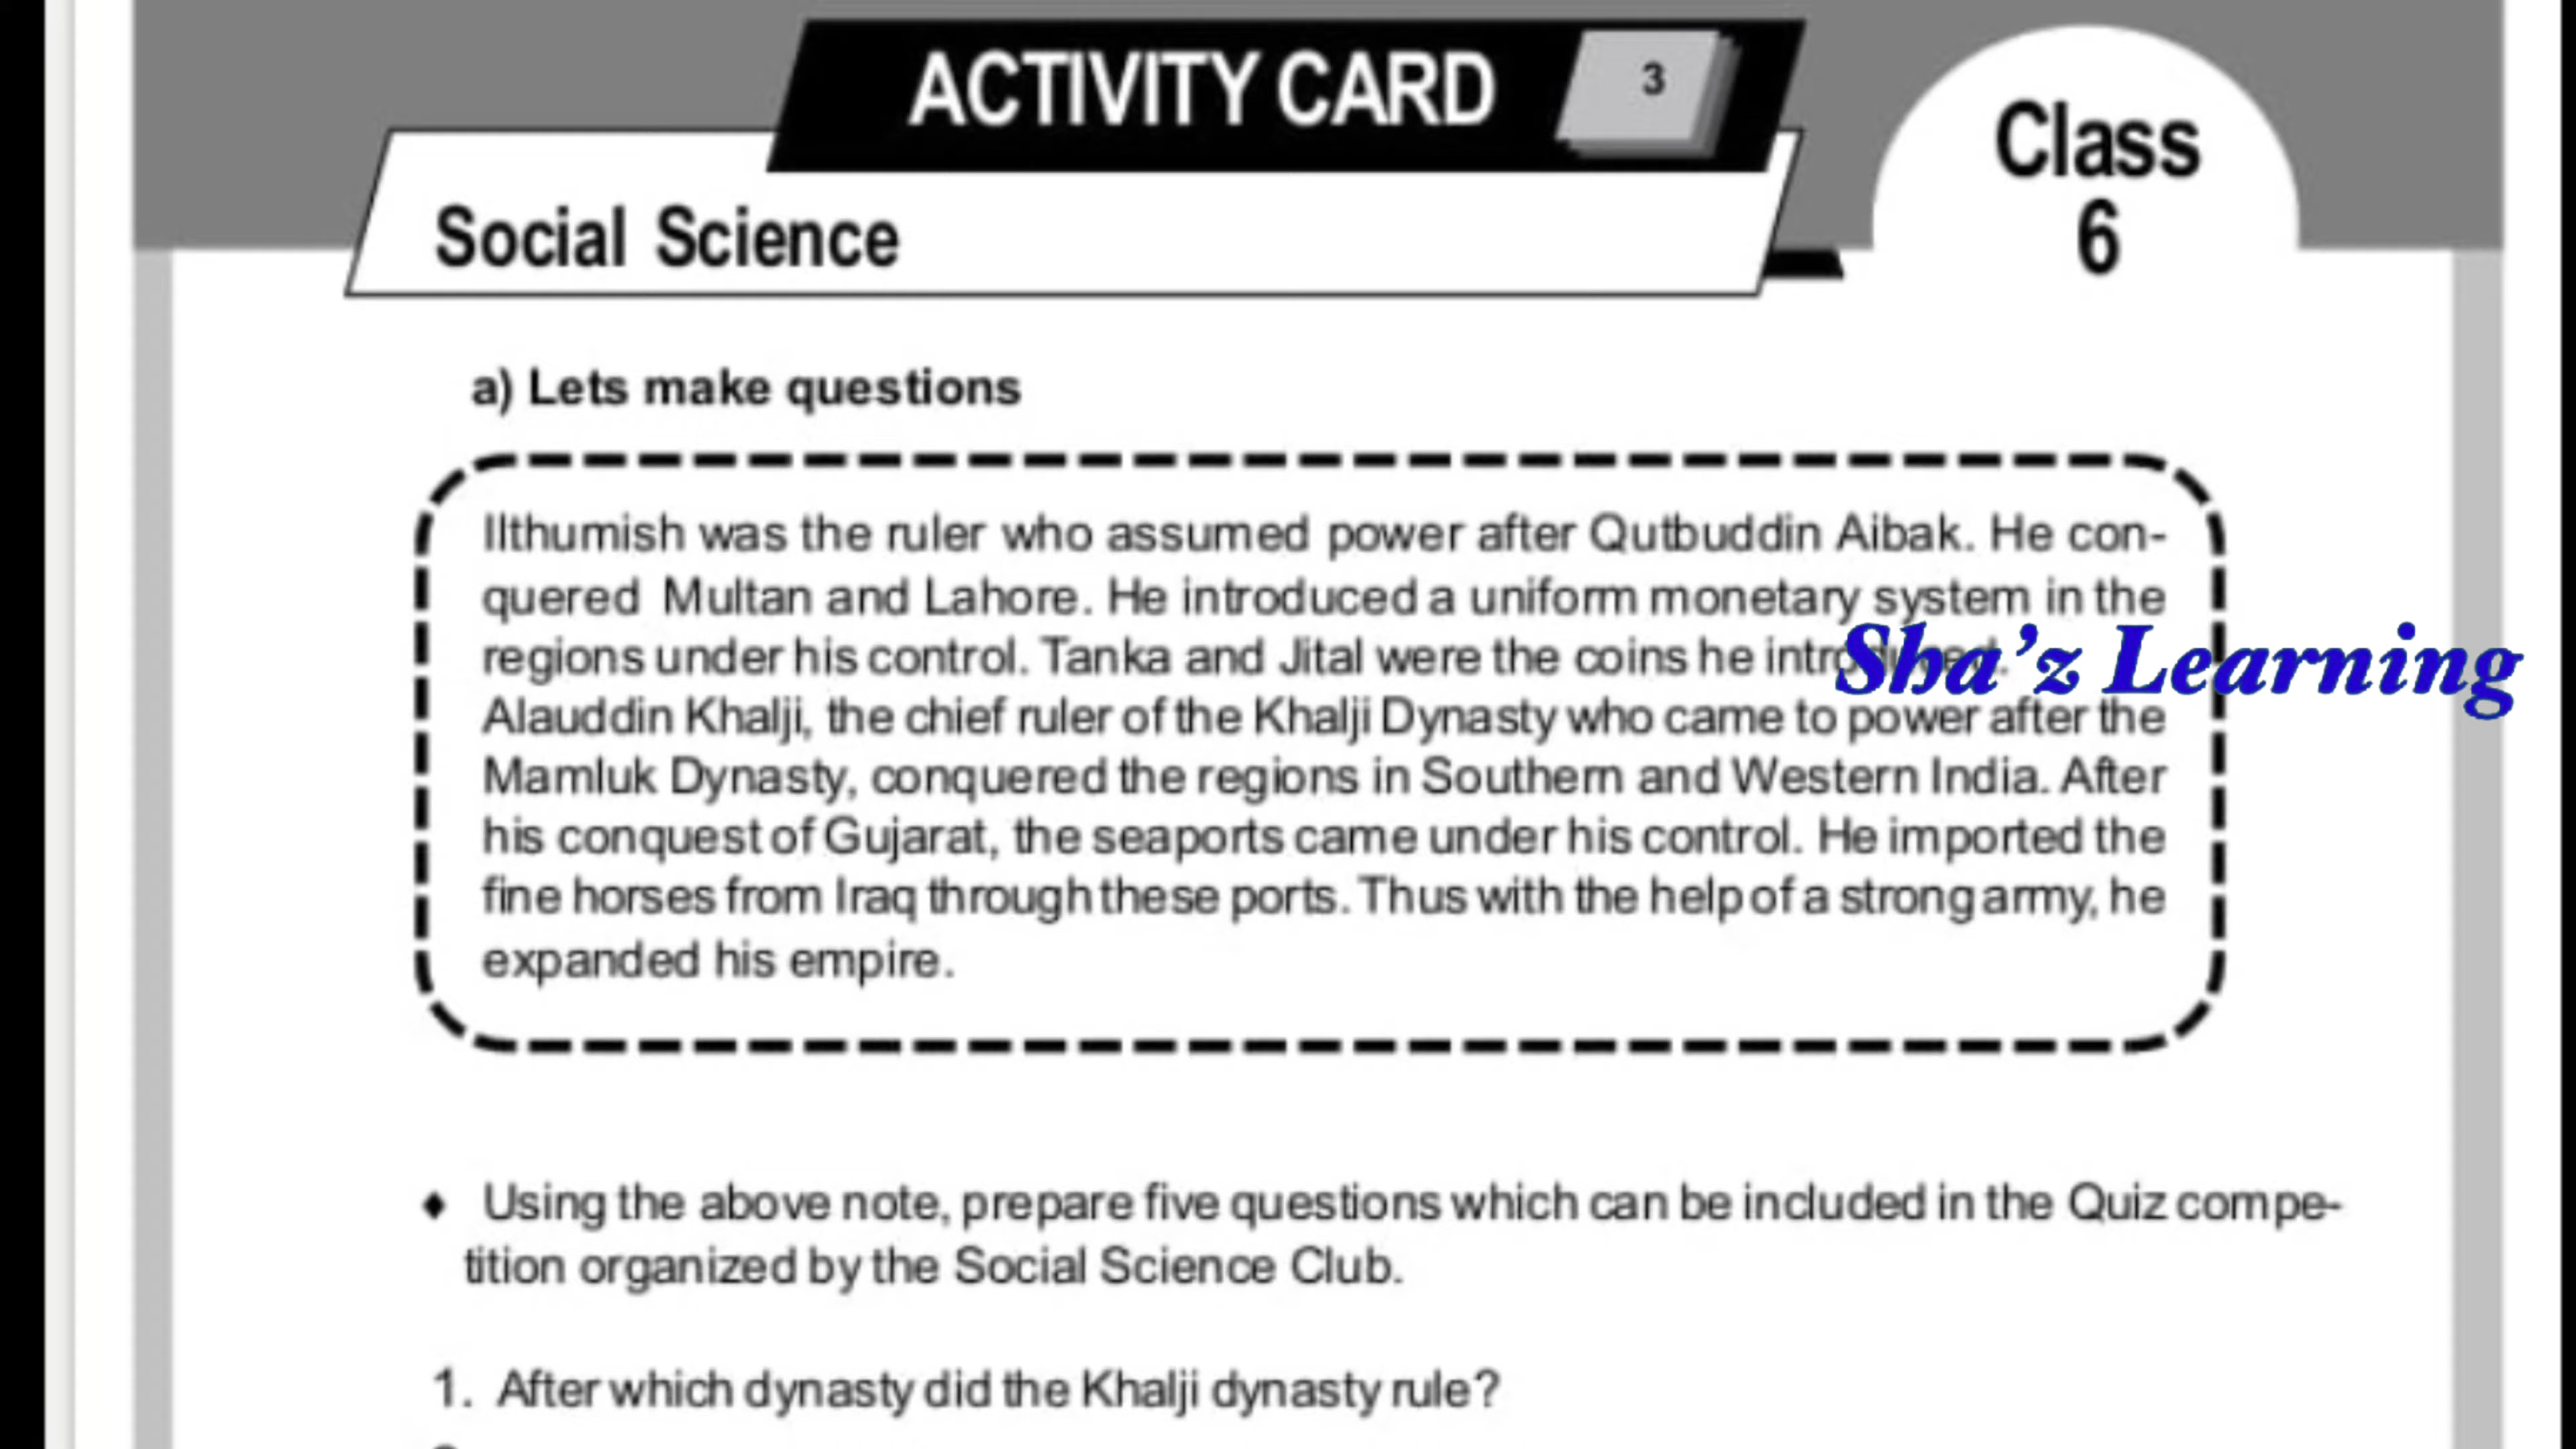 ACTIVITY CARD 3
Class
6
Social Science
a) Lets make questions
Ilthumish was the ruler who assumed power after Qutbuddin Aibak. He con-
quered Multan and Lahore. He introduced a uniform monetary system in the
regions under his control. Tanka and Jital were the coins he introduced.
Sha'z Learning
Alauddin Khalji, the chief ruler of the Khalji Dynasty who came to power after the
Mamluk Dynasty, conquered the regions in Southern and Western India. After
his conquest of Gujarat, the seaports came under his control. He imported the
fine horses from Iraq through these ports. Thus with the help of a strong army, he
expanded his empire.
♦ Using the above note, prepare five questions which can be included in the Quiz compe-
tition organized by the Social Science Club.
1. After which dynasty did the Khalji dynasty rule?